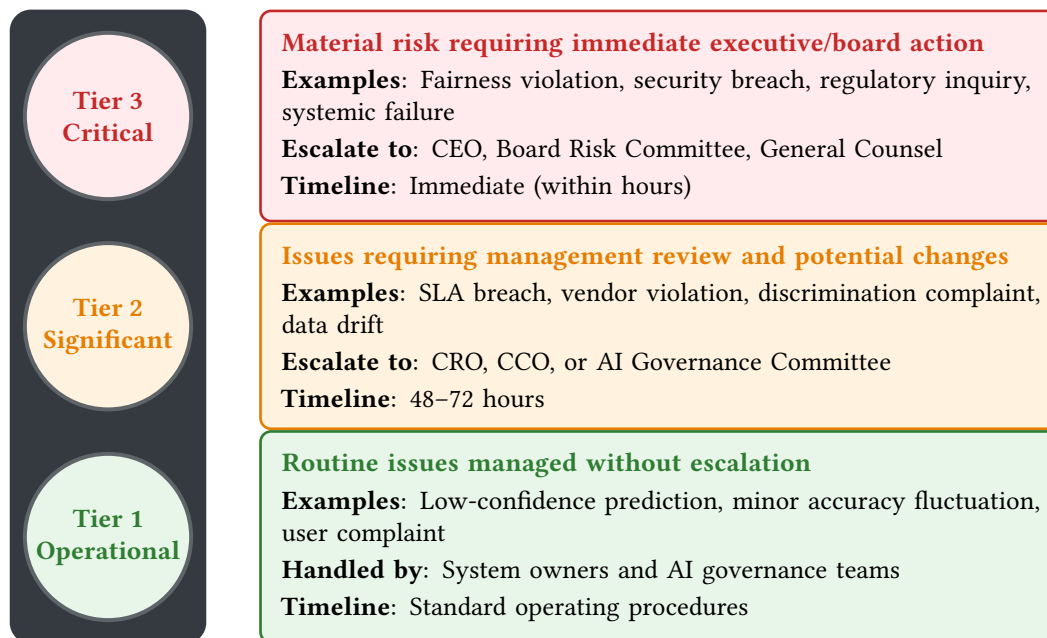 Tier 3
Critical
Material risk requiring immediate executive/board action
Examples: Fairness violation, security breach, regulatory inquiry,
systemic failure
Escalate to: CEO, Board Risk Committee, General Counsel
Timeline: Immediate (within hours)
Tier 2
Significant
Issues requiring management review and potential changes
Examples: SLA breach, vendor violation, discrimination complaint,
data drift
Escalate to: CRO, CCO, or AI Governance Committee
Timeline: 48–72 hours
Tier 1
Operational
Routine issues managed without escalation
Examples: Low-confidence prediction, minor accuracy fluctuation,
user complaint
Handled by: System owners and AI governance teams
Timeline: Standard operating procedures